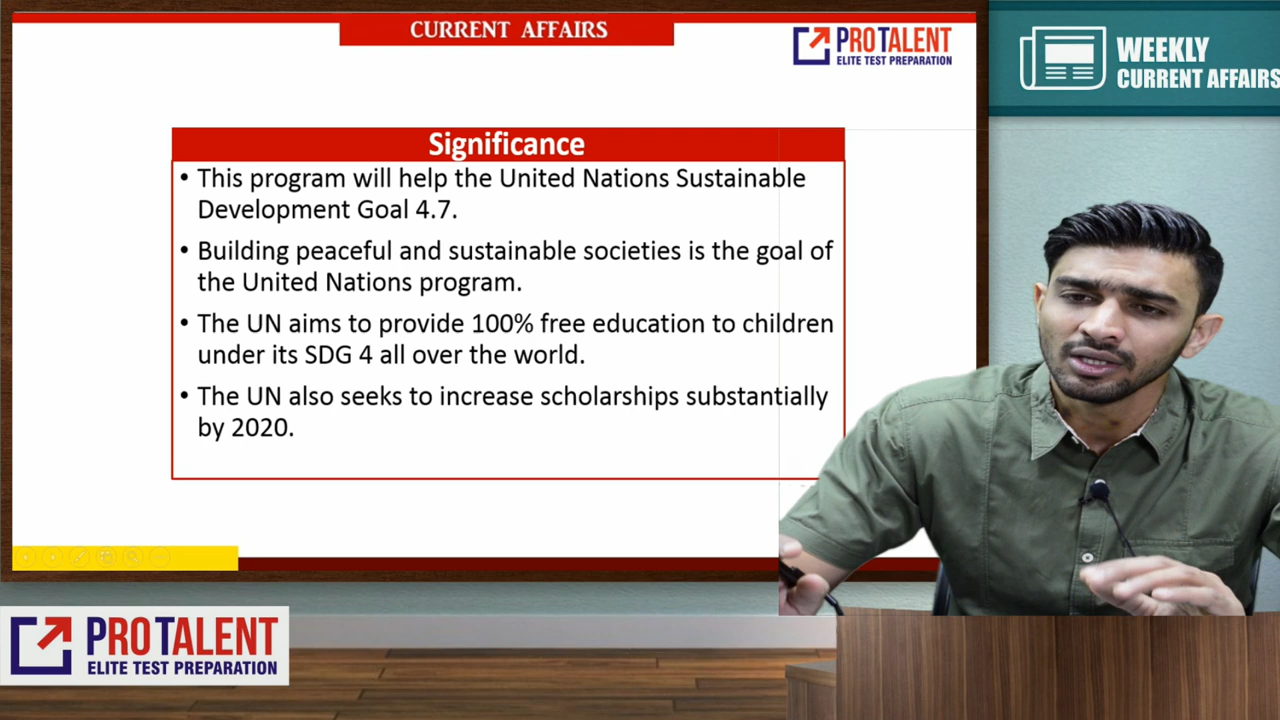 CURRENT AFFAIRS
PROTALENT
ELITE TEST PREPARATION
WEEKLY
CURRENT AFFAIRS
Significance
• This program will help the United Nations Sustainable
Development Goal 4.7.
• Building peaceful and sustainable societies is the goal of
the United Nations program.
• The UN aims to provide 100% free education to children
under its SDG 4 all over the world.
• The UN also seeks to increase scholarships substantially
by 2020.
PROTALENT
ELITE TEST PREPARATION